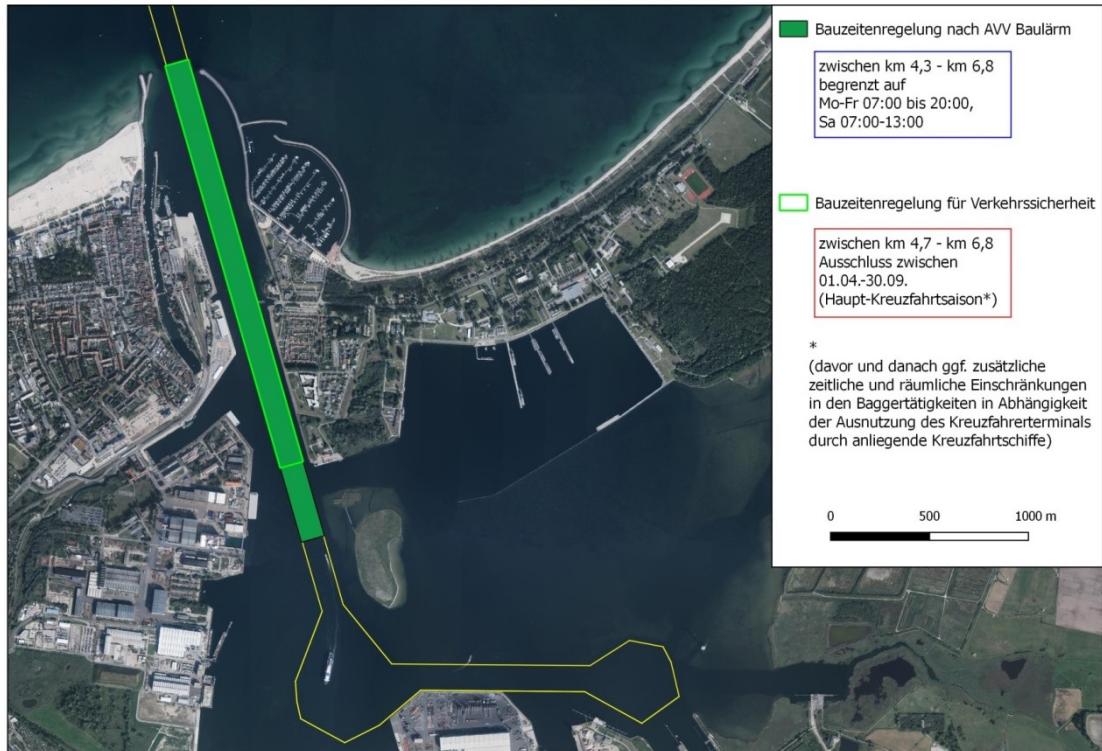 Bauzeitenregelung nach AVV Baulärm
zwischen km 4,3 - km 6,8
begrenzt auf
Mo-Fr 07:00 bis 20:00,
Sa 07:00-13:00
Bauzeitenregelung für Verkehrssicherheit
zwischen km 4,7 - km 6,8
Ausschluss zwischen
01.04.-30.09.
(Haupt-Kreuzfahrtsaison*)
*
(davor und danach ggf. zusätzliche
zeitliche und räumliche Einschränkungen
in den Baggertätigkeiten in Abhängigkeit
der Ausnutzung des Kreuzfahrerterminals
durch anliegende Kreuzfahrtschiffe)
0 500 1000 m